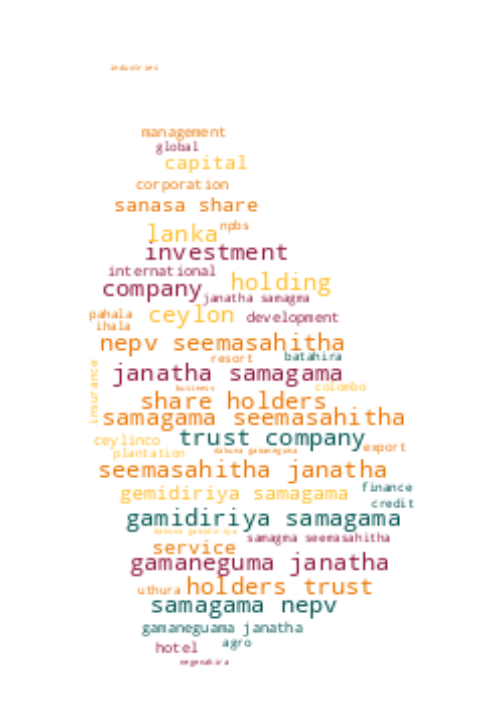 industries
management
global
capital
corporation
sanasa share
npbs
lanka
investment
international
holding
company
janatha samagma
pahala
ceylon
development
ihala
nepv seemasahitha
resort
batahira
janatha samagama
business
colombo
insurance
share holders
samagama seemasahitha
trust company
ceylinco
export
plantation
dakuna gamaneguma
seemasahitha janatha
finance
gemidiriya samagama
credit
gamidiriya samagama
samagma seemasahitha
service
gamaneguma janatha
uthura
holders trust
samagama nepv
gamaneguama janatha
agro
hotel
negenahira